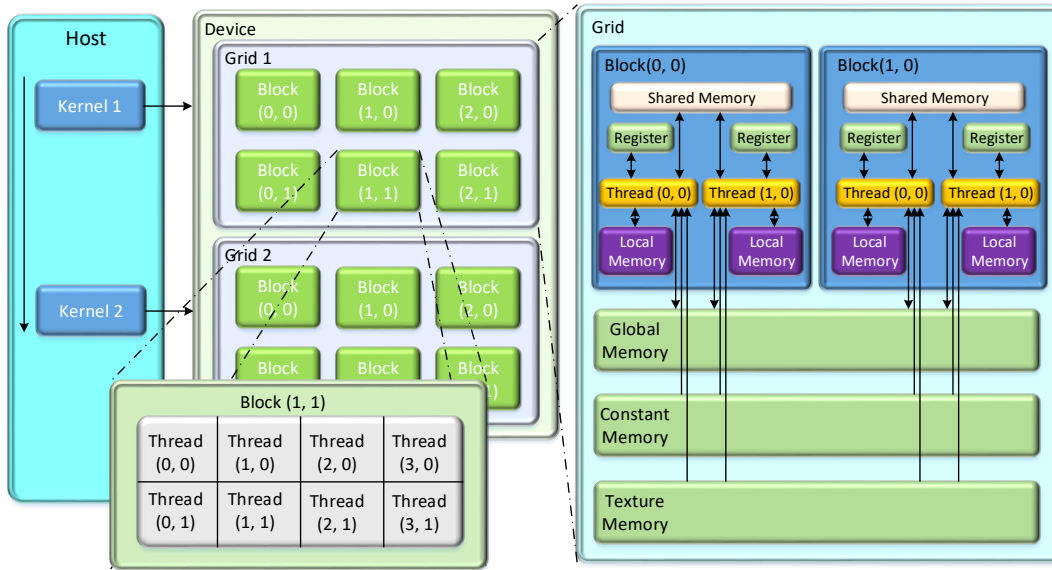 Host
Kernel 1
Kernel 2
Device
Grid 1
Block
(0, 0)
Block
(1, 0)
Block
(2, 0)
Block
(0, 1)
Block
(1, 1)
Block
(2, 1)
Grid 2
Block
(0, 0)
Block
(1, 0)
Block
(2, 0)
Block
Block
Block
1)
Block (1, 1)
Thread
(0, 0)
Thread
(1, 0)
Thread
(2, 0)
Thread
(3, 0)
Thread
(0, 1)
Thread
(1, 1)
Thread
(2, 1)
Thread
(3, 1)
Grid
Block(0, 0)
Shared Memory
Register
Register
Thread (0, 0)
Thread (1, 0)
Local
Memory
Local
Memory
Block(1, 0)
Shared Memory
Register
Register
Thread (0, 0)
Thread (1, 0)
Local
Memory
Local
Memory
Global
Memory
Constant
Memory
Texture
Memory